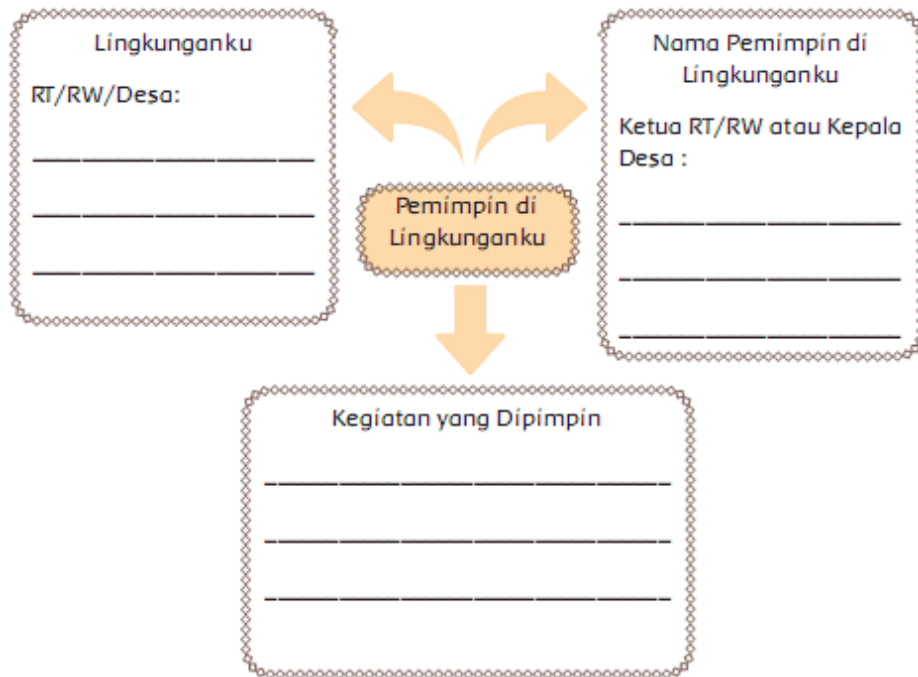 Lingkunganku
RT/RW/Desa:
Nama Pemimpin di
Lingkunganku
Ketua RT/RW atau Kepala
Desa :
Pemimpin di
Lingkunganku
Kegiatan yang Dipimpin